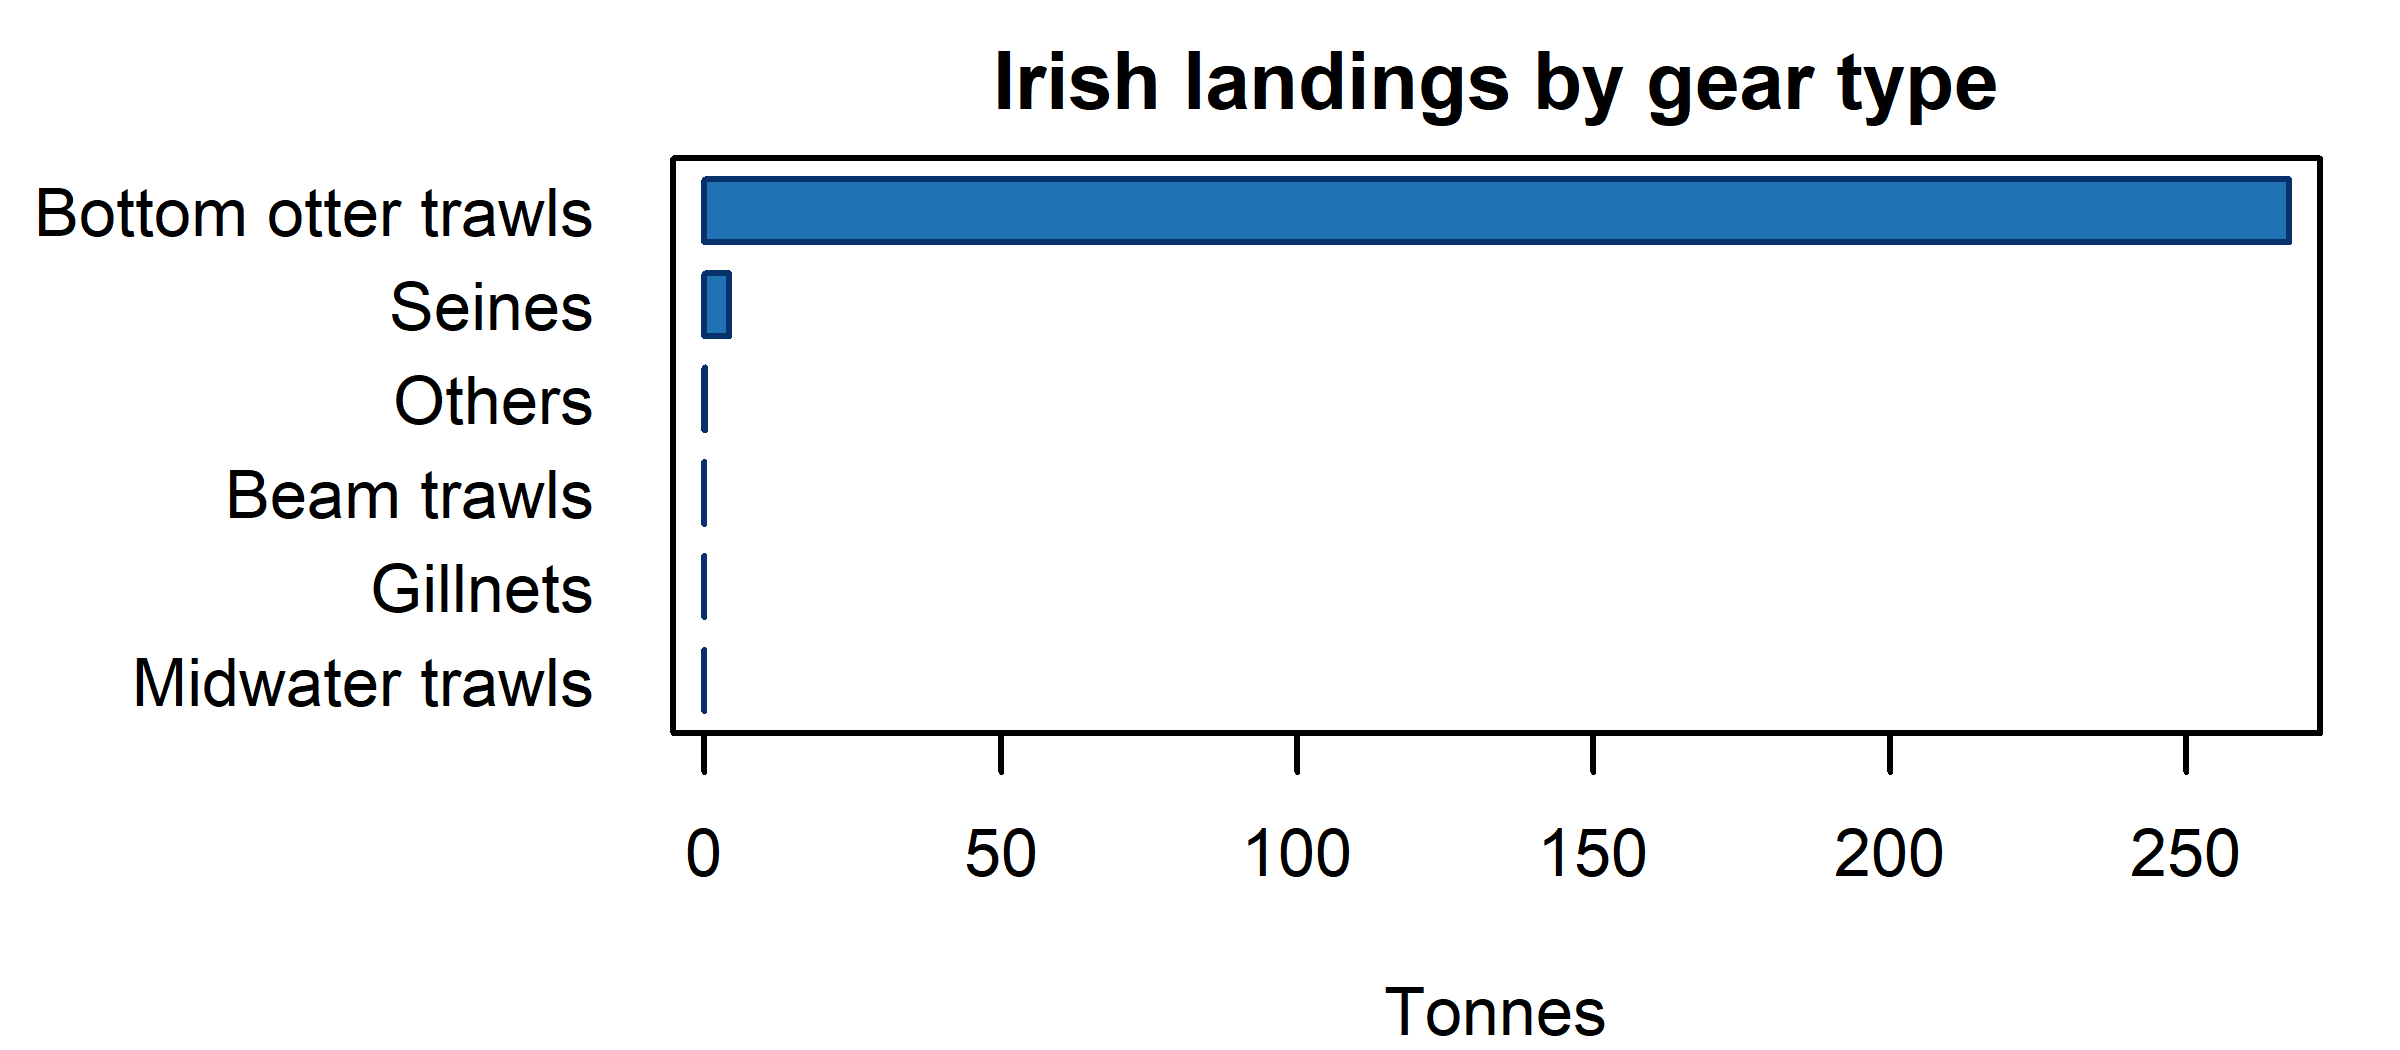 Irish landings by gear type
Bottom otter trawls
Seines
Others
Beam trawls
Gillnets
Midwater trawls
0 50 100 150 200 250
Tonnes